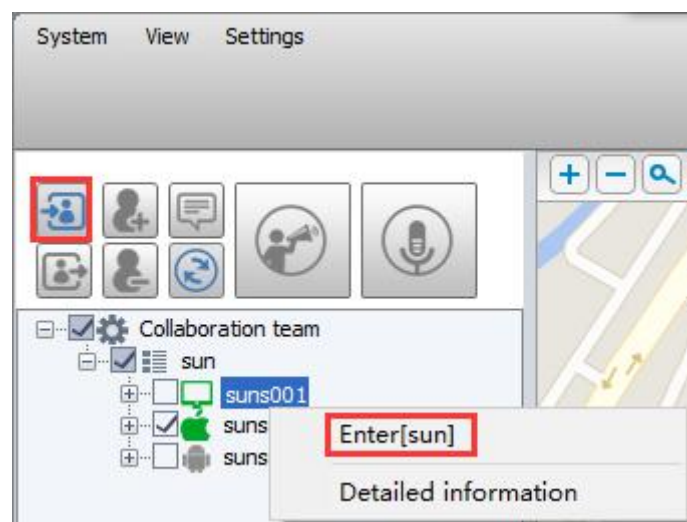 System View Settings
Collaboration team
sun
suns001
suns
suns
Enter[sun]
Detailed information